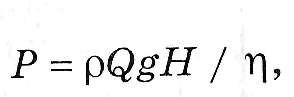 P = ρQgH / η,